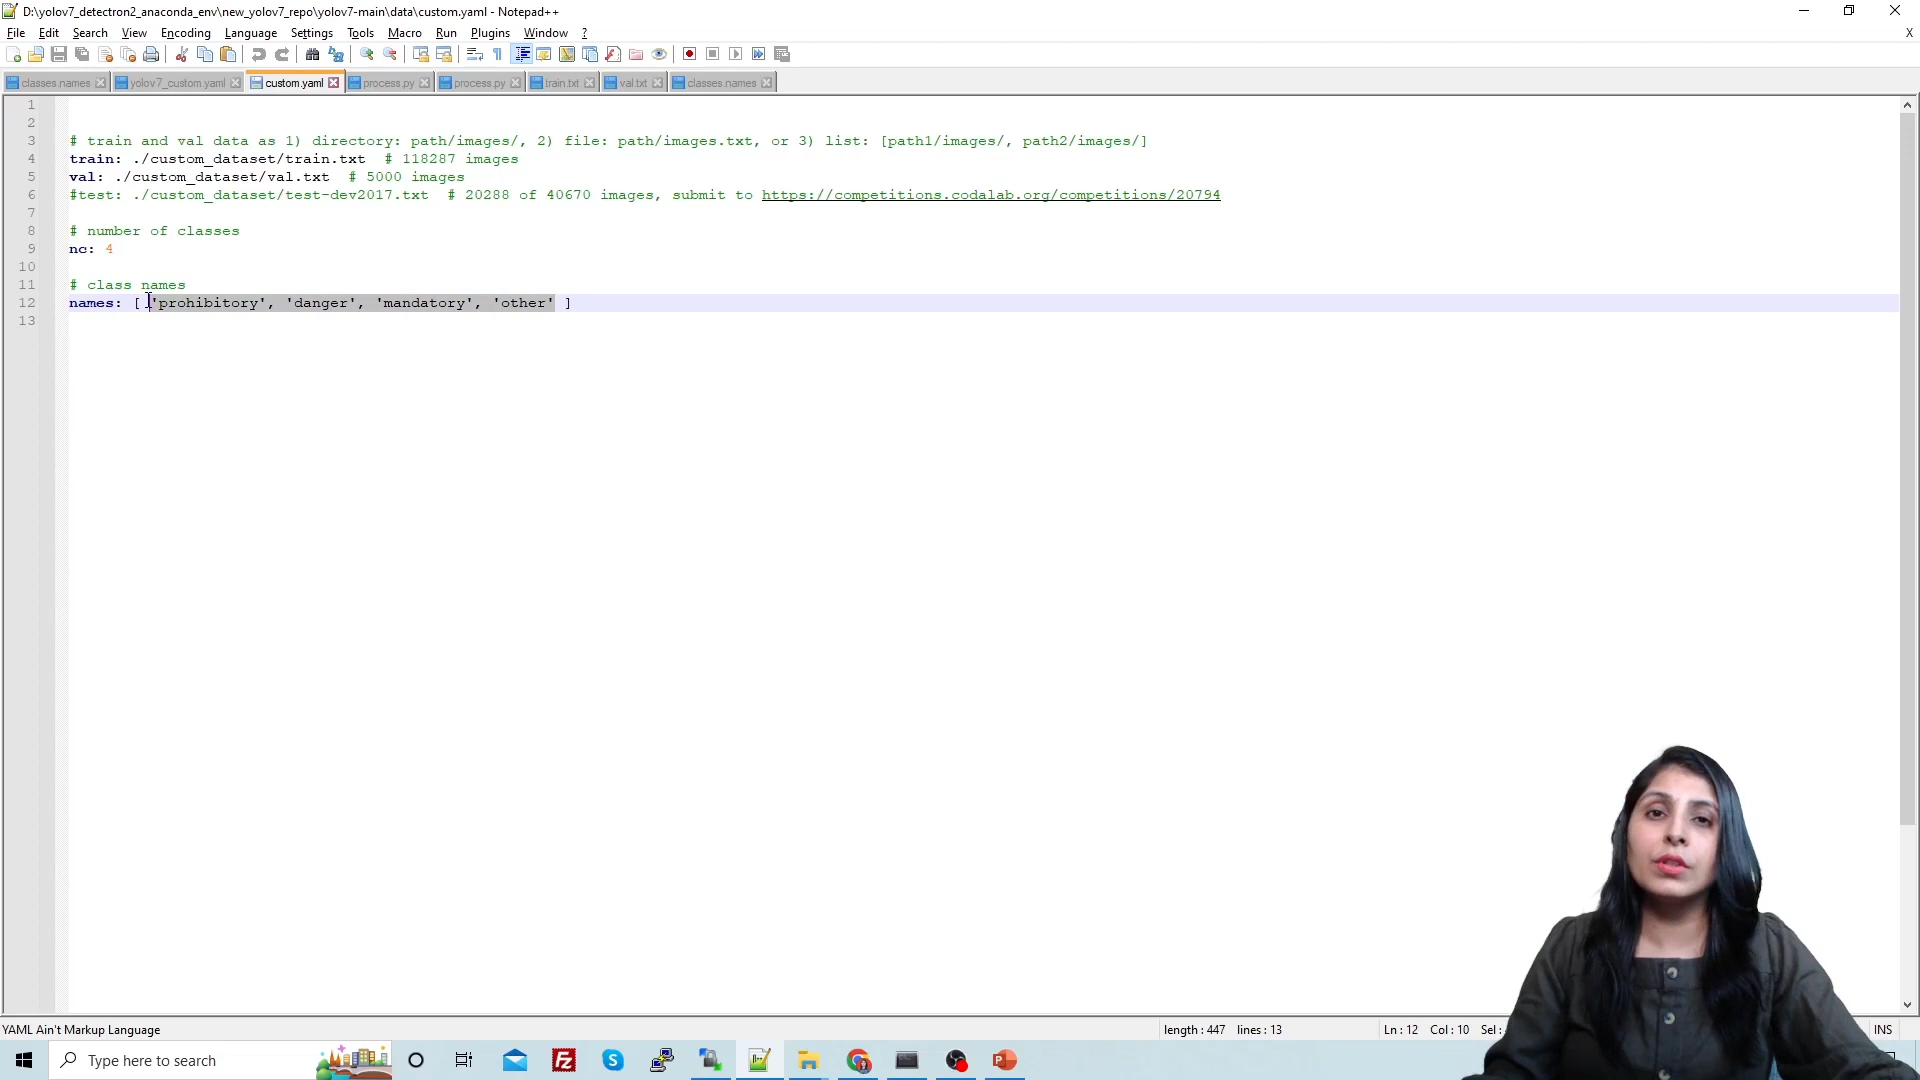 D:\yolov7_detectron2_anaconda_env\new_yolov7_repo\yolov7-main\data\custom.yaml - Notepad++
File Edit Search View Encoding Language Settings Tools Macro Run Plugins Window ? X
classes.names yolov7_custom.yaml custom.yaml process.py process.py train.txt val.txt classes.names
1
2
3 # train and val data as 1) directory: path/images/, 2) file: path/images.txt, or 3) list: [path1/images/, path2/images/]
4 train: ./custom_dataset/train.txt # 118287 images
5 val: ./custom_dataset/val.txt # 5000 images
6 #test: ./custom_dataset/test-dev2017.txt # 20288 of 40670 images, submit to https://competitions.codalab.org/competitions/20794
7
8 # number of classes
9 nc: 4
10
11 # class names
12 names: [ 'prohibitory', 'danger', 'mandatory', 'other' ]
13
YAML Ain't Markup Language length : 447 lines : 13 Ln : 12 Col : 10 Sel : INS
Type here to search